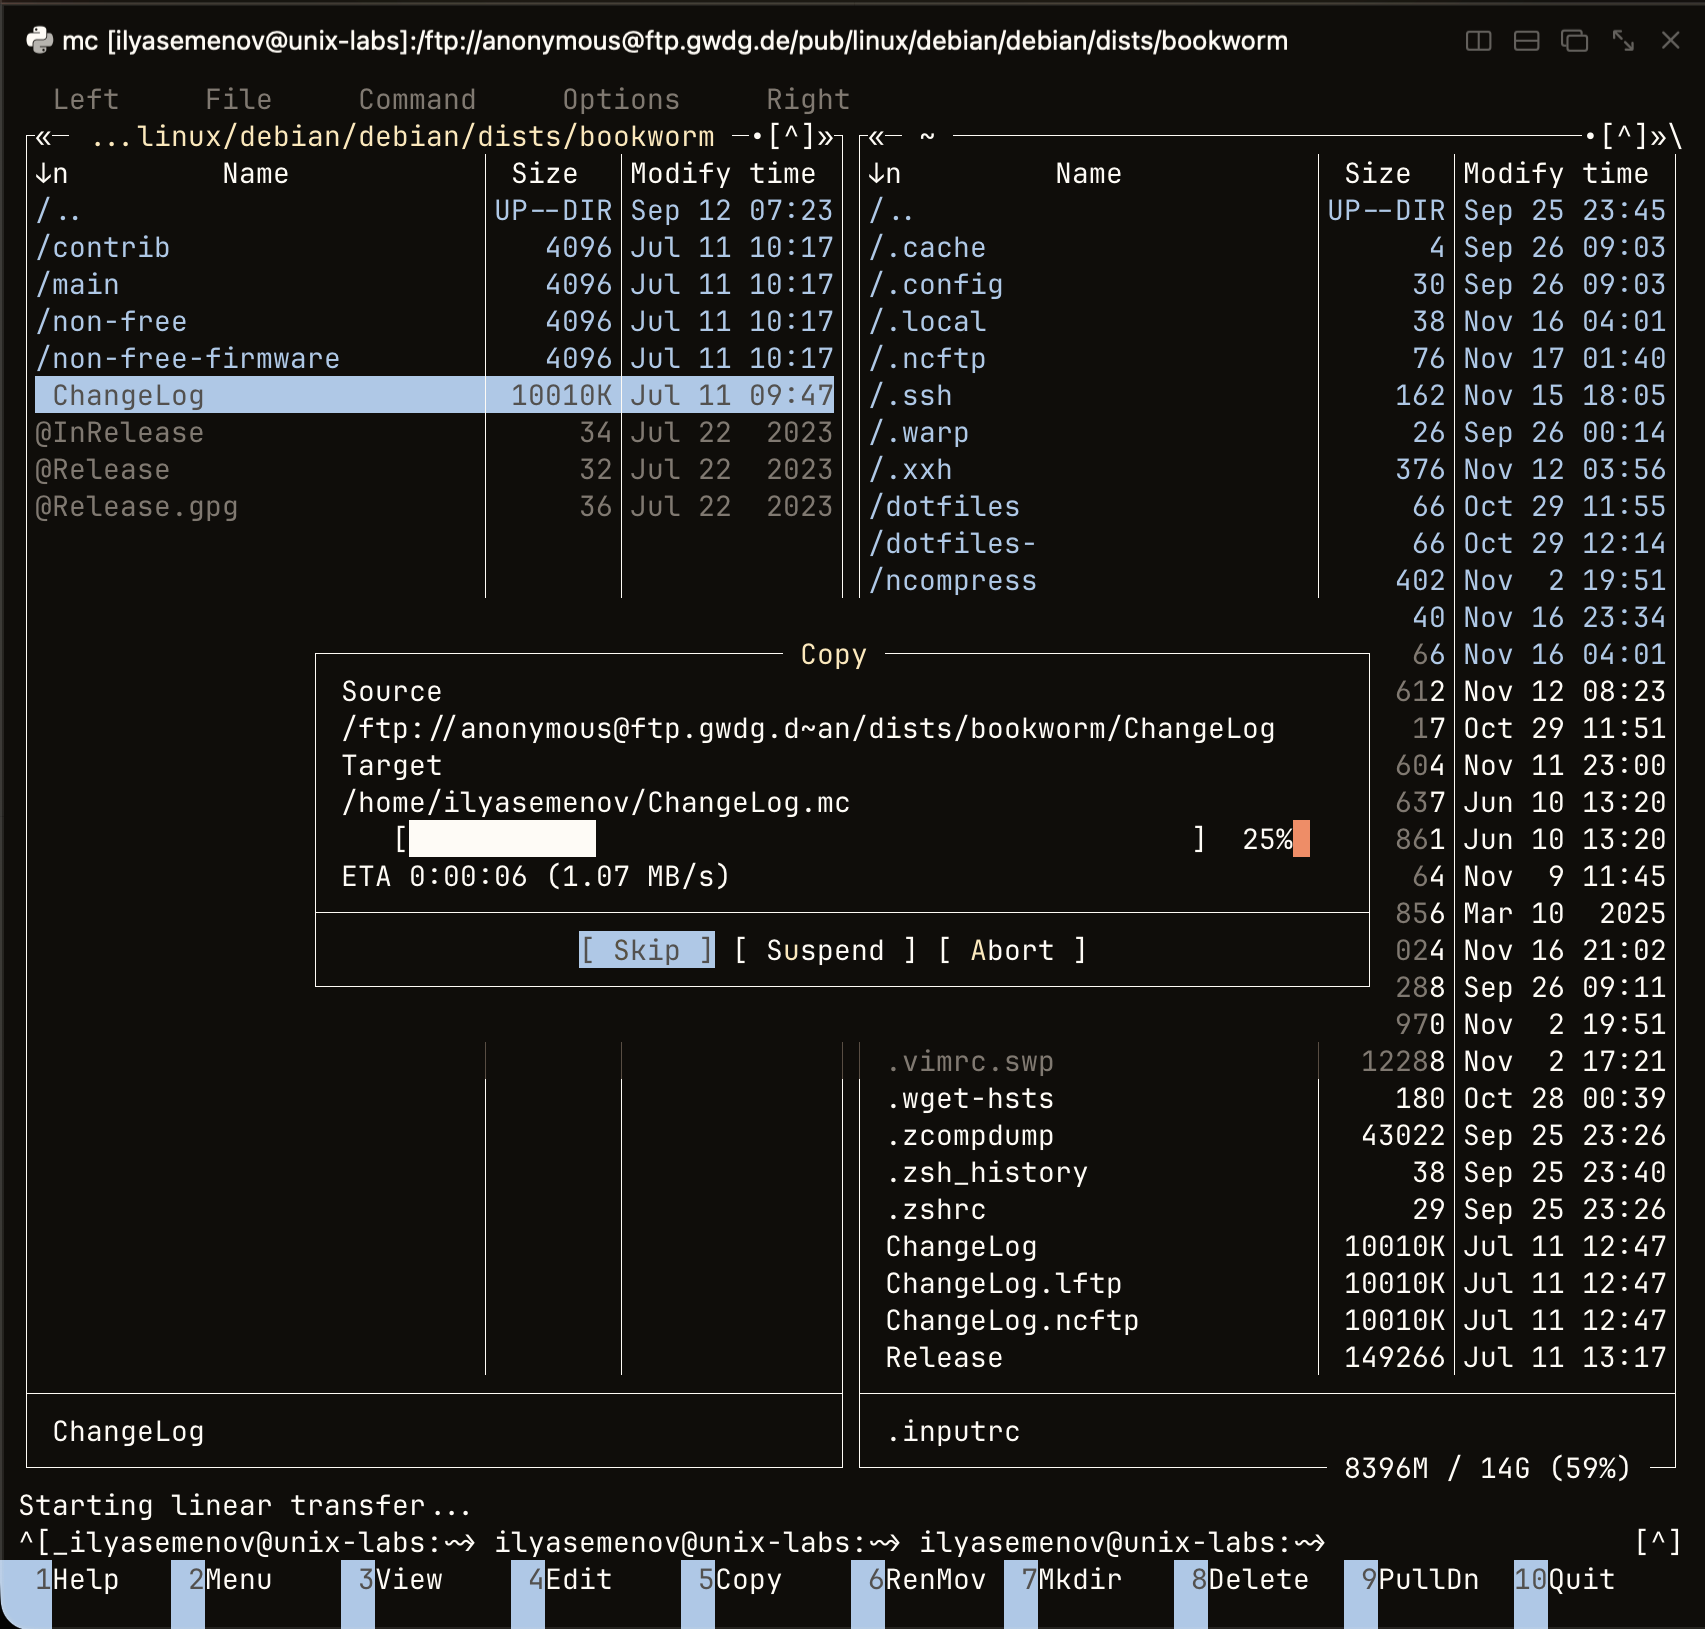 mc [ilyasemenov@unix-labs]:/ftp://anonymous@ftp.gwdg.de/pub/linux/debian/debian/dists/bookworm
Left File Command Options Right
«─ ...linux/debian/debian/dists/bookworm ─•[^]» «─ ~ ─•[^]»\
↓n Name Size Modify time ↓n Name Size Modify time
/.. UP--DIR Sep 12 07:23 /.. UP--DIR Sep 25 23:45
/contrib 4096 Jul 11 10:17 /.cache 4 Sep 26 09:03
/main 4096 Jul 11 10:17 /.config 30 Sep 26 09:03
/non-free 4096 Jul 11 10:17 /.local 38 Nov 16 04:01
/non-free-firmware 4096 Jul 11 10:17 /.ncftp 76 Nov 17 01:40
ChangeLog 10010K Jul 11 09:47 /.ssh 162 Nov 15 18:05
@InRelease 34 Jul 22 2023 /.warp 26 Sep 26 00:14
@Release 32 Jul 22 2023 /.xxh 376 Nov 12 03:56
@Release.gpg 36 Jul 22 2023 /dotfiles 66 Oct 29 11:55
/dotfiles- 66 Oct 29 12:14
/ncompress 402 Nov 2 19:51
40 Nov 16 23:34
Copy 66 Nov 16 04:01
Source 612 Nov 12 08:23
/ftp://anonymous@ftp.gwdg.d~an/dists/bookworm/ChangeLog 17 Oct 29 11:51
Target 604 Nov 11 23:00
/home/ilyasemenov/ChangeLog.mc 637 Jun 10 13:20
[ ] 25% 861 Jun 10 13:20
ETA 0:00:06 (1.07 MB/s) 64 Nov 9 11:45
856 Mar 10 2025
[ Skip ] [ Suspend ] [ Abort ] 024 Nov 16 21:02
288 Sep 26 09:11
970 Nov 2 19:51
.vimrc.swp 12288 Nov 2 17:21
.wget-hsts 180 Oct 28 00:39
.zcompdump 43022 Sep 25 23:26
.zsh_history 38 Sep 25 23:40
.zshrc 29 Sep 25 23:26
ChangeLog 10010K Jul 11 12:47
ChangeLog.lftp 10010K Jul 11 12:47
ChangeLog.ncftp 10010K Jul 11 12:47
Release 149266 Jul 11 13:17
ChangeLog .inputrc
8396M / 14G (59%)
Starting linear transfer...
^[_ilyasemenov@unix-labs:~> ilyasemenov@unix-labs:~> ilyasemenov@unix-labs:~> [^]
1Help 2Menu 3View 4Edit 5Copy 6RenMov 7Mkdir 8Delete 9PullDn 10Quit